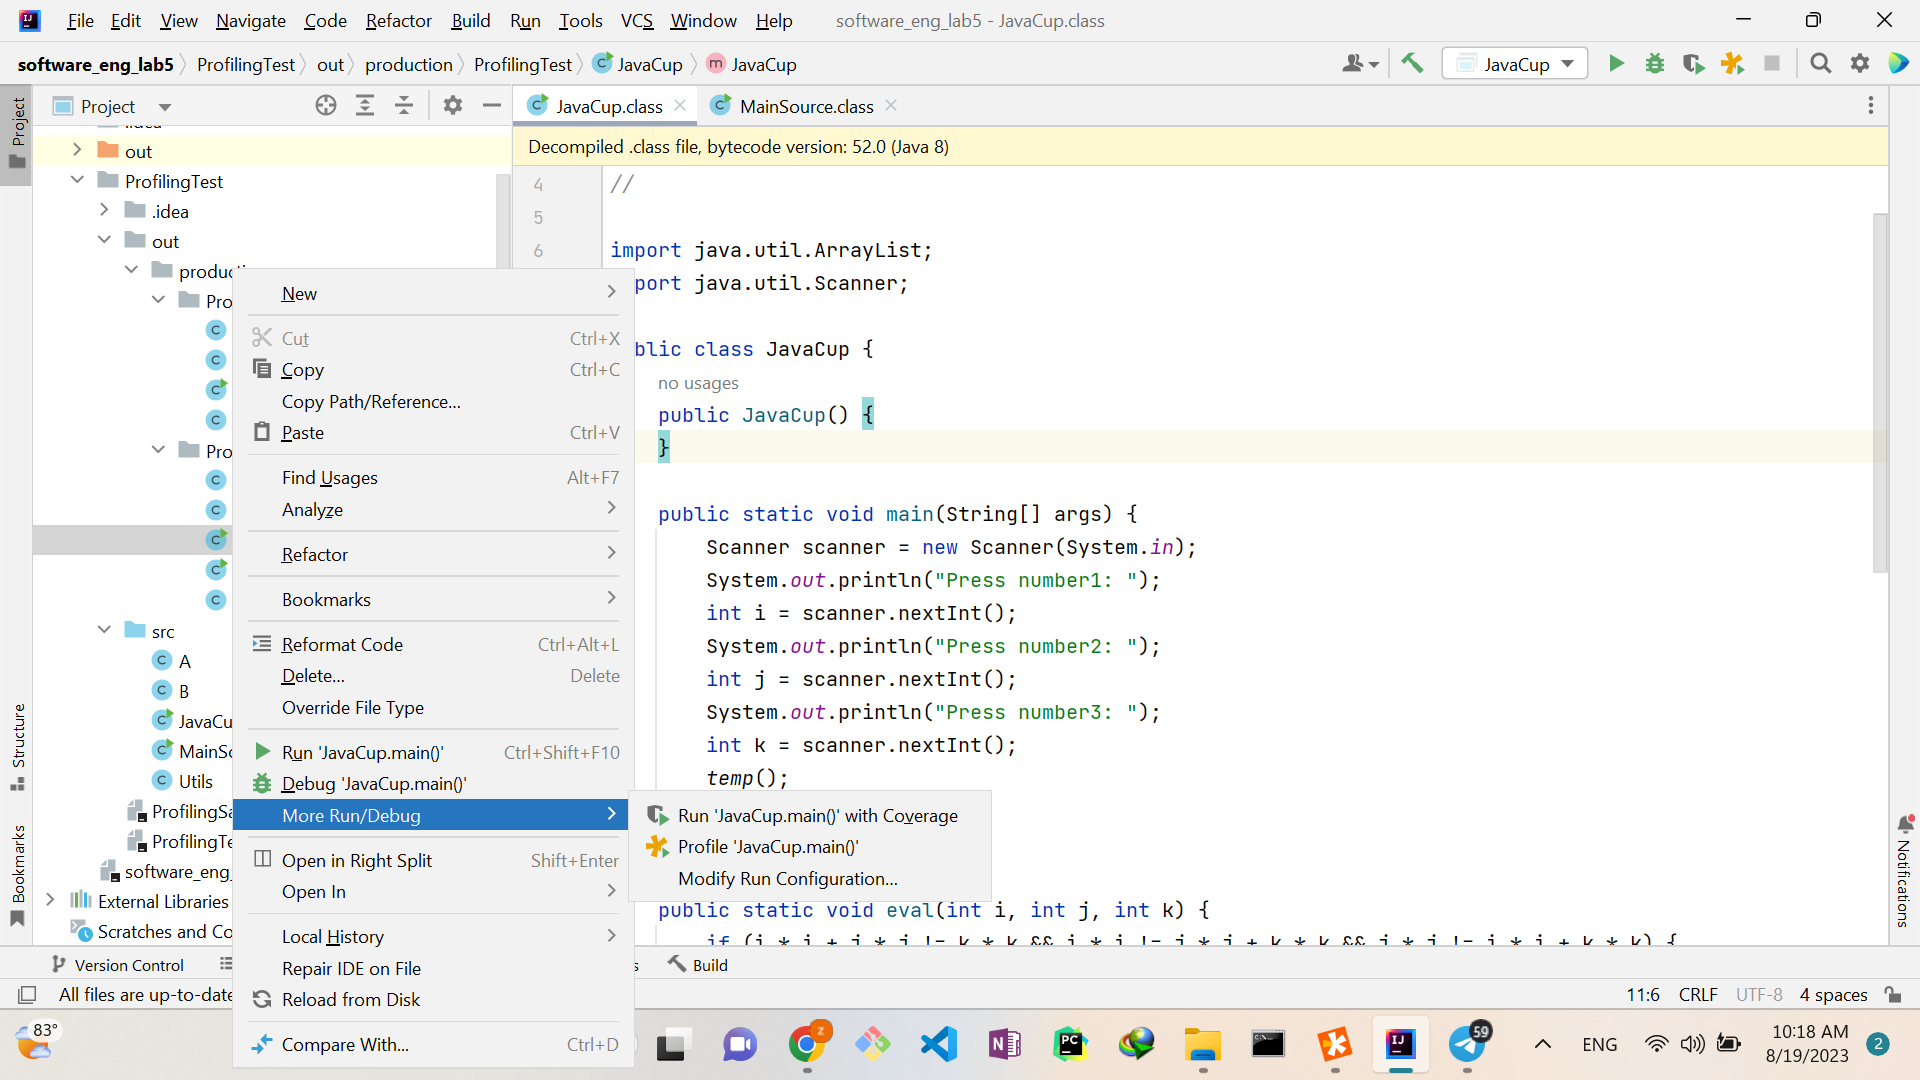 File Edit View Navigate Code Refactor Build Run Tools VCS Window Help software_eng_lab5 - JavaCup.class
software_eng_lab5 ProfilingTest out production ProfilingTest JavaCup JavaCup
JavaCup
Project
JavaCup.class MainSource.class
Project
Structure
Bookmarks
.idea
out
ProfilingTest
.idea
out
Pro
Pro
src
A
B
JavaCu
MainSo
Utils
ProfilingSa
ProfilingTe
software_eng_
External Libraries
Scratches and Co
Decompiled .class file, bytecode version: 52.0 (Java 8)
4 //
5
6 import java.util.ArrayList;
port java.util.Scanner;
blic class JavaCup {
no usages
public JavaCup() {
}
public static void main(String[] args) {
Scanner scanner = new Scanner(System.in);
System.out.println("Press number1: ");
int i = scanner.nextInt();
System.out.println("Press number2: ");
int j = scanner.nextInt();
System.out.println("Press number3: ");
int k = scanner.nextInt();
temp();
public static void eval(int i, int j, int k) {
if (i * i + j * j != k * k && i * i != j * j + k * k && j * j != i * i + k * k) {
New
Cut Ctrl+X
Copy Ctrl+C
Copy Path/Reference...
Paste Ctrl+V
Find Usages Alt+F7
Analyze
Refactor
Bookmarks
Reformat Code Ctrl+Alt+L
Delete... Delete
Override File Type
Run 'JavaCup.main()' Ctrl+Shift+F10
Debug 'JavaCup.main()'
More Run/Debug
Open in Right Split Shift+Enter
Open In
Local History
Repair IDE on File
Reload from Disk
Compare With... Ctrl+D
Run 'JavaCup.main()' with Coverage
Profile 'JavaCup.main()'
Modify Run Configuration...
Notifications
Version Control
s Build
All files are up-to-date
11:6 CRLF UTF-8 4 spaces
83°
z
PC
IJ
59
ENG
10:18 AM
8/19/2023
2